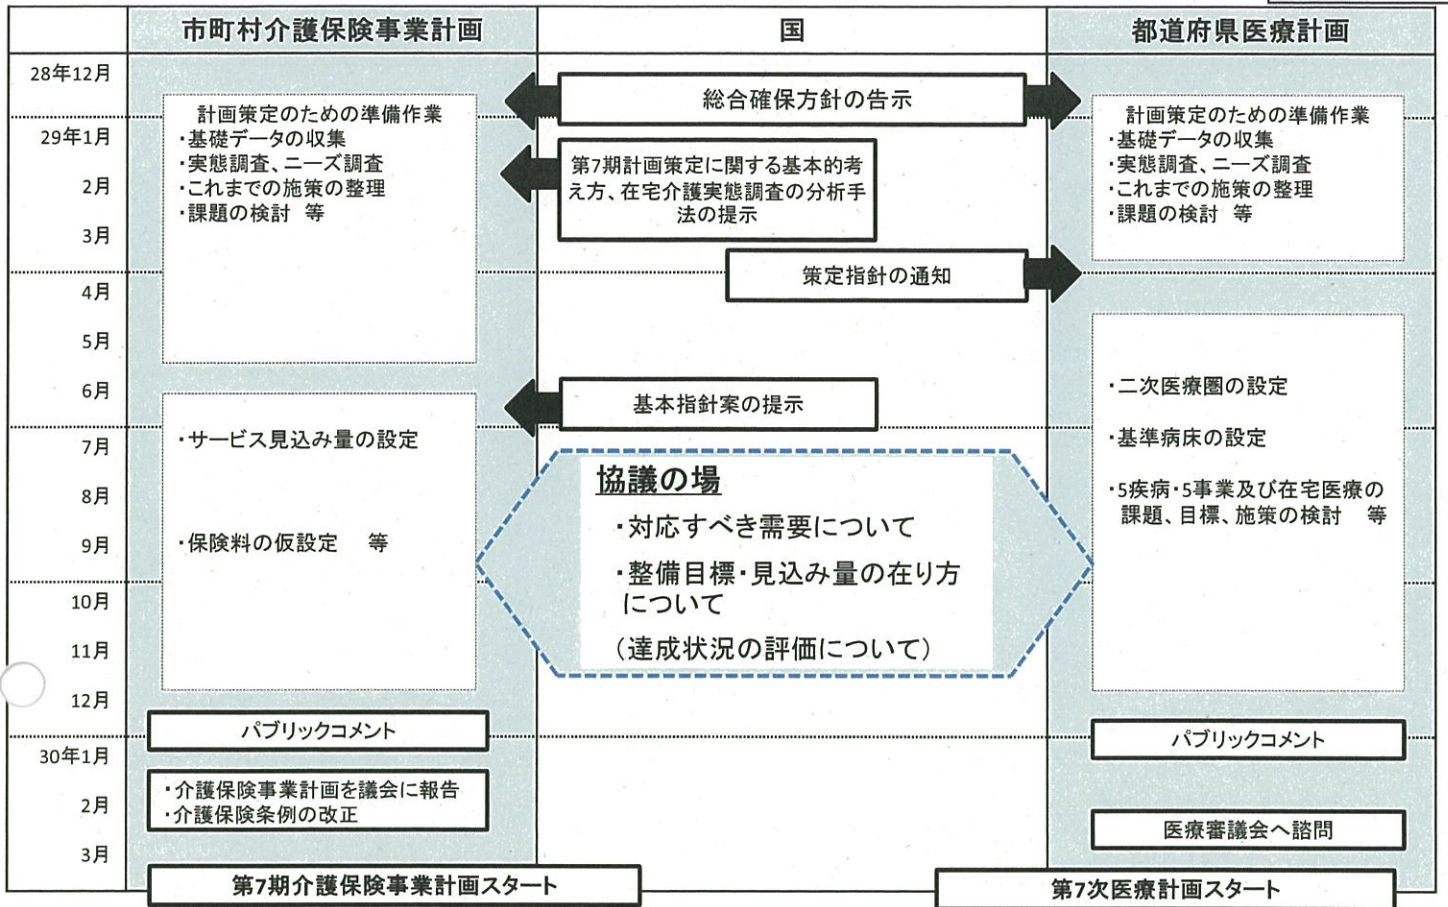 市町村介護保険事業計画
国
都道府県医療計画
28年12月
29年1月
2月
3月
4月
5月
6月
7月
8月
9月
10月
11月
12月
30年1月
2月
3月
計画策定のための準備作業
・基礎データの収集
・実態調査、ニーズ調査
・これまでの施策の整理
・課題の検討 等
・サービス見込み量の設定
・保険料の仮設定 等
パブリックコメント
・介護保険事業計画を議会に報告
・介護保険条例の改正
第7期介護保険事業計画スタート
総合確保方針の告示
第7期計画策定に関する基本的考
え方、在宅介護実態調査の分析手
法の提示
策定指針の通知
基本指針案の提示
協議の場
・対応すべき需要について
・整備目標・見込み量の在り方
について
(達成状況の評価について)
計画策定のための準備作業
・基礎データの収集
・実態調査、ニーズ調査
・これまでの施策の整理
・課題の検討 等
・二次医療圏の設定
・基準病床の設定
・5疾病・5事業及び在宅医療の
課題、目標、施策の検討 等
パブリックコメント
医療審議会へ諮問
第7次医療計画スタート